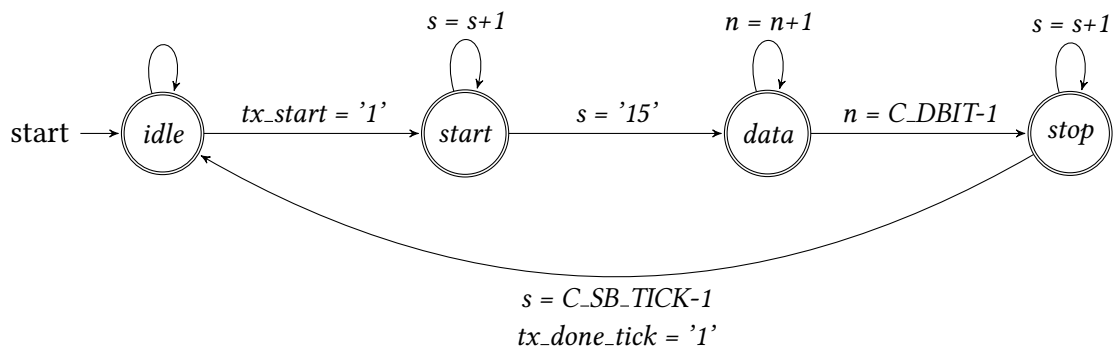 s = s+1
n = n+1
s = s+1
start
idle
tx_start = '1'
start
s = '15'
data
n = C_DBIT-1
stop
s = C_SB_TICK-1
tx_done_tick = '1'